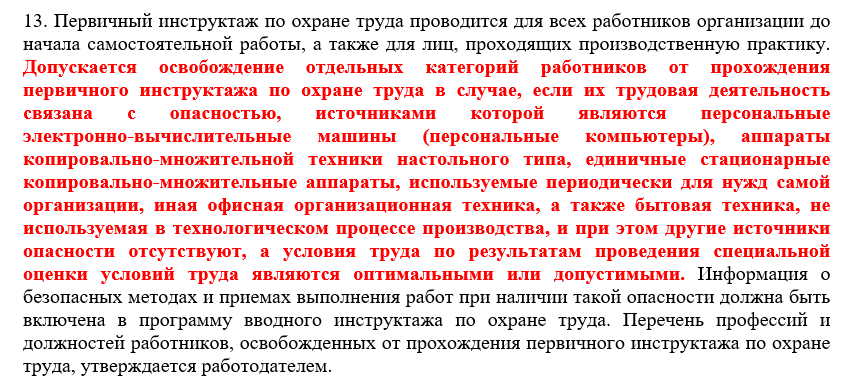 13. Первичный инструктаж по охране труда проводится для всех работников организации до
начала самостоятельной работы, а также для лиц, проходящих производственную практику.
Допускается освобождение отдельных категорий работников от прохождения
первичного инструктажа по охране труда в случае, если их трудовая деятельность
связана с опасностью, источниками которой являются персональные
электронно-вычислительные машины (персональные компьютеры), аппараты
копировально-множительной техники настольного типа, единичные стационарные
копировально-множительные аппараты, используемые периодически для нужд самой
организации, иная офисная организационная техника, а также бытовая техника, не
используемая в технологическом процессе производства, и при этом другие источники
опасности отсутствуют, а условия труда по результатам проведения специальной
оценки условий труда являются оптимальными или допустимыми. Информация о
безопасных методах и приемах выполнения работ при наличии такой опасности должна быть
включена в программу вводного инструктажа по охране труда. Перечень профессий и
должностей работников, освобожденных от прохождения первичного инструктажа по охране
труда, утверждается работодателем.